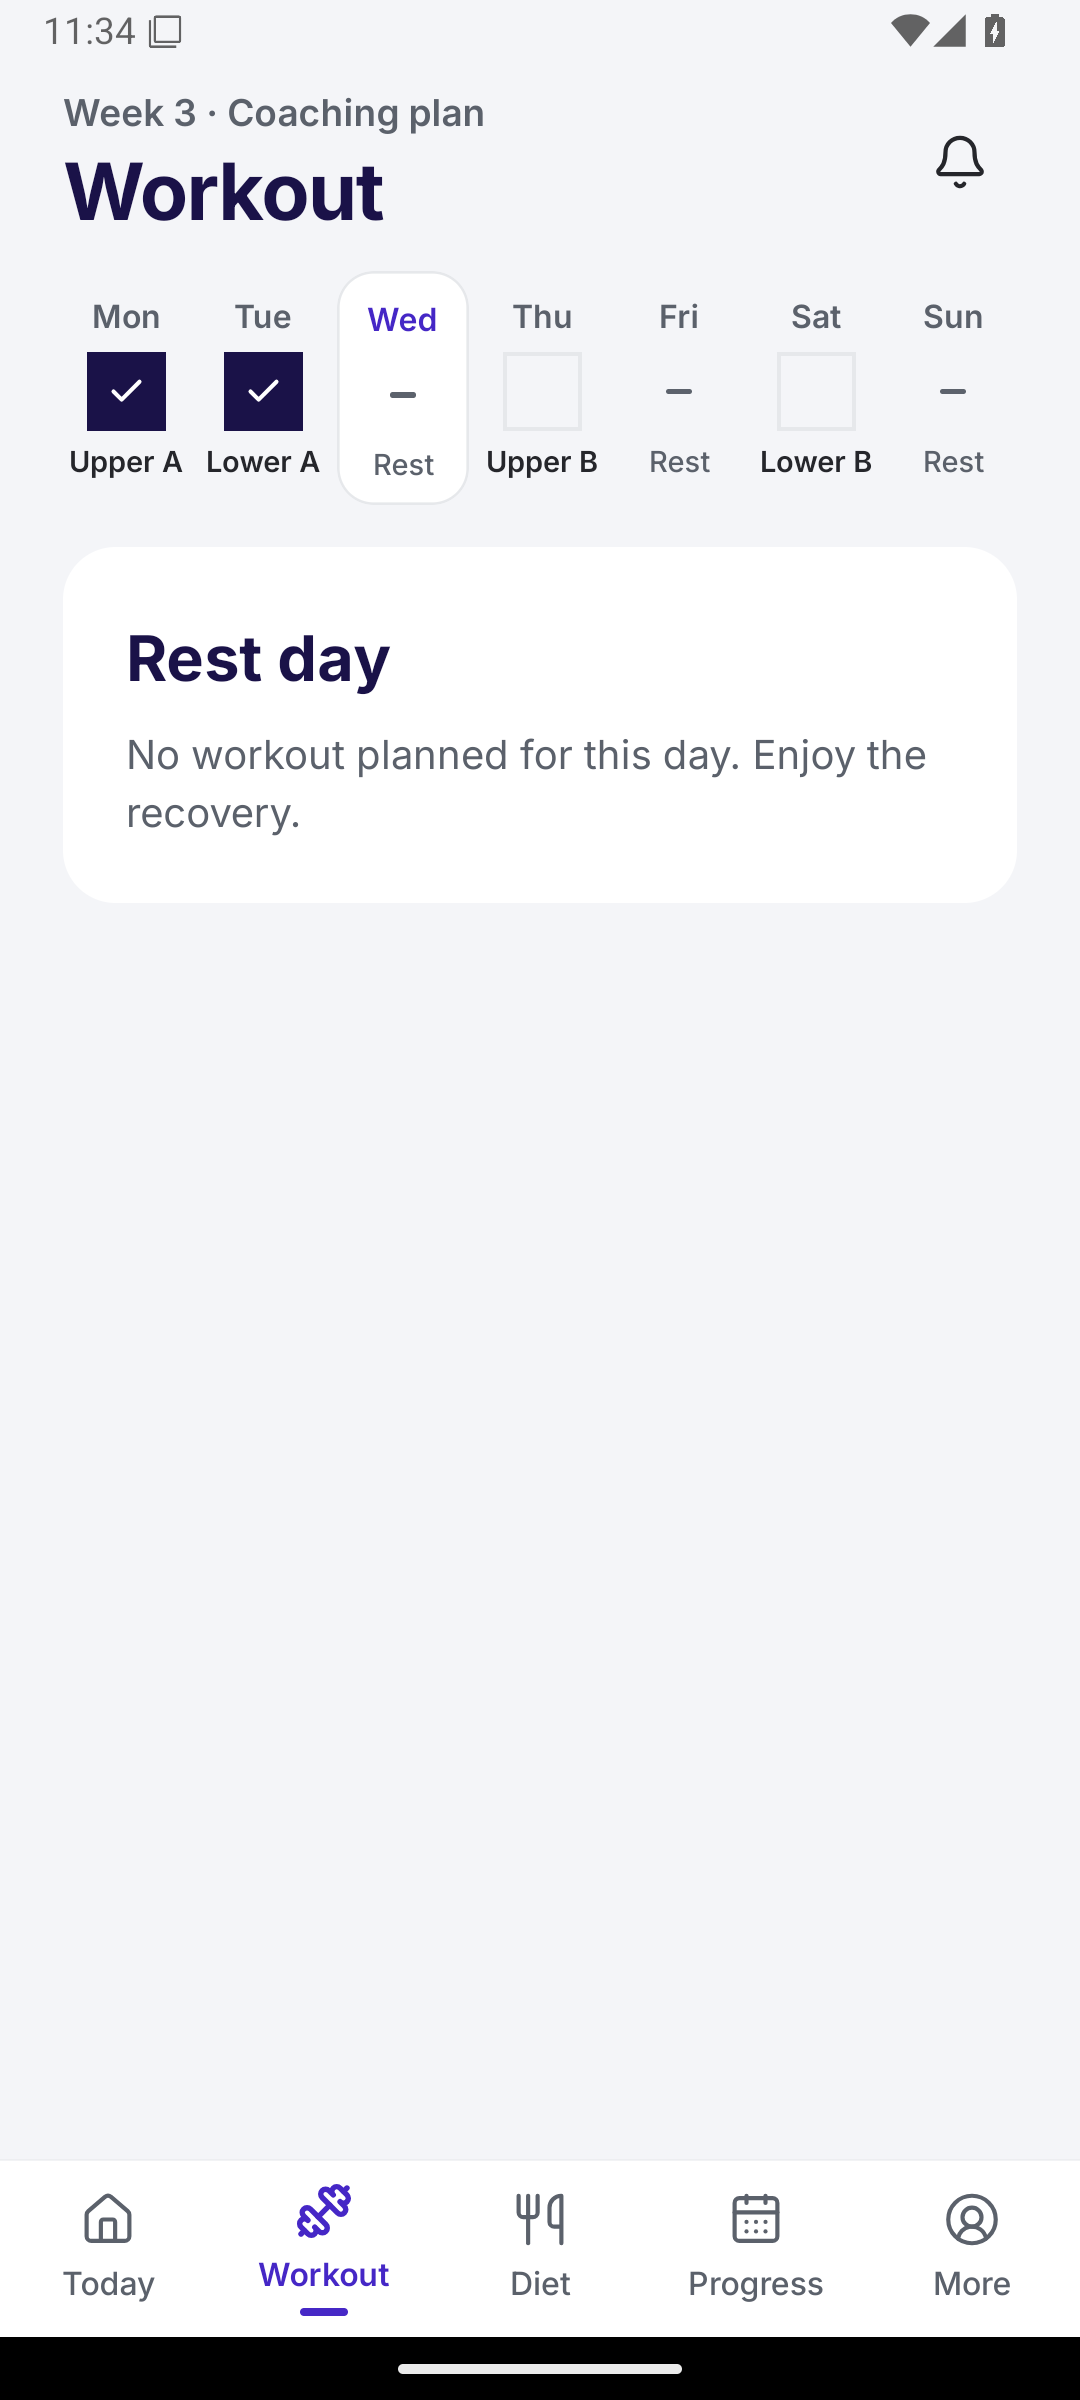 11:34
Week 3 · Coaching plan
Workout
Mon Tue Wed Thu Fri Sat Sun
Upper A Lower A Rest Upper B Rest Lower B Rest
Rest day
No workout planned for this day. Enjoy the
recovery.
Today Workout Diet Progress More